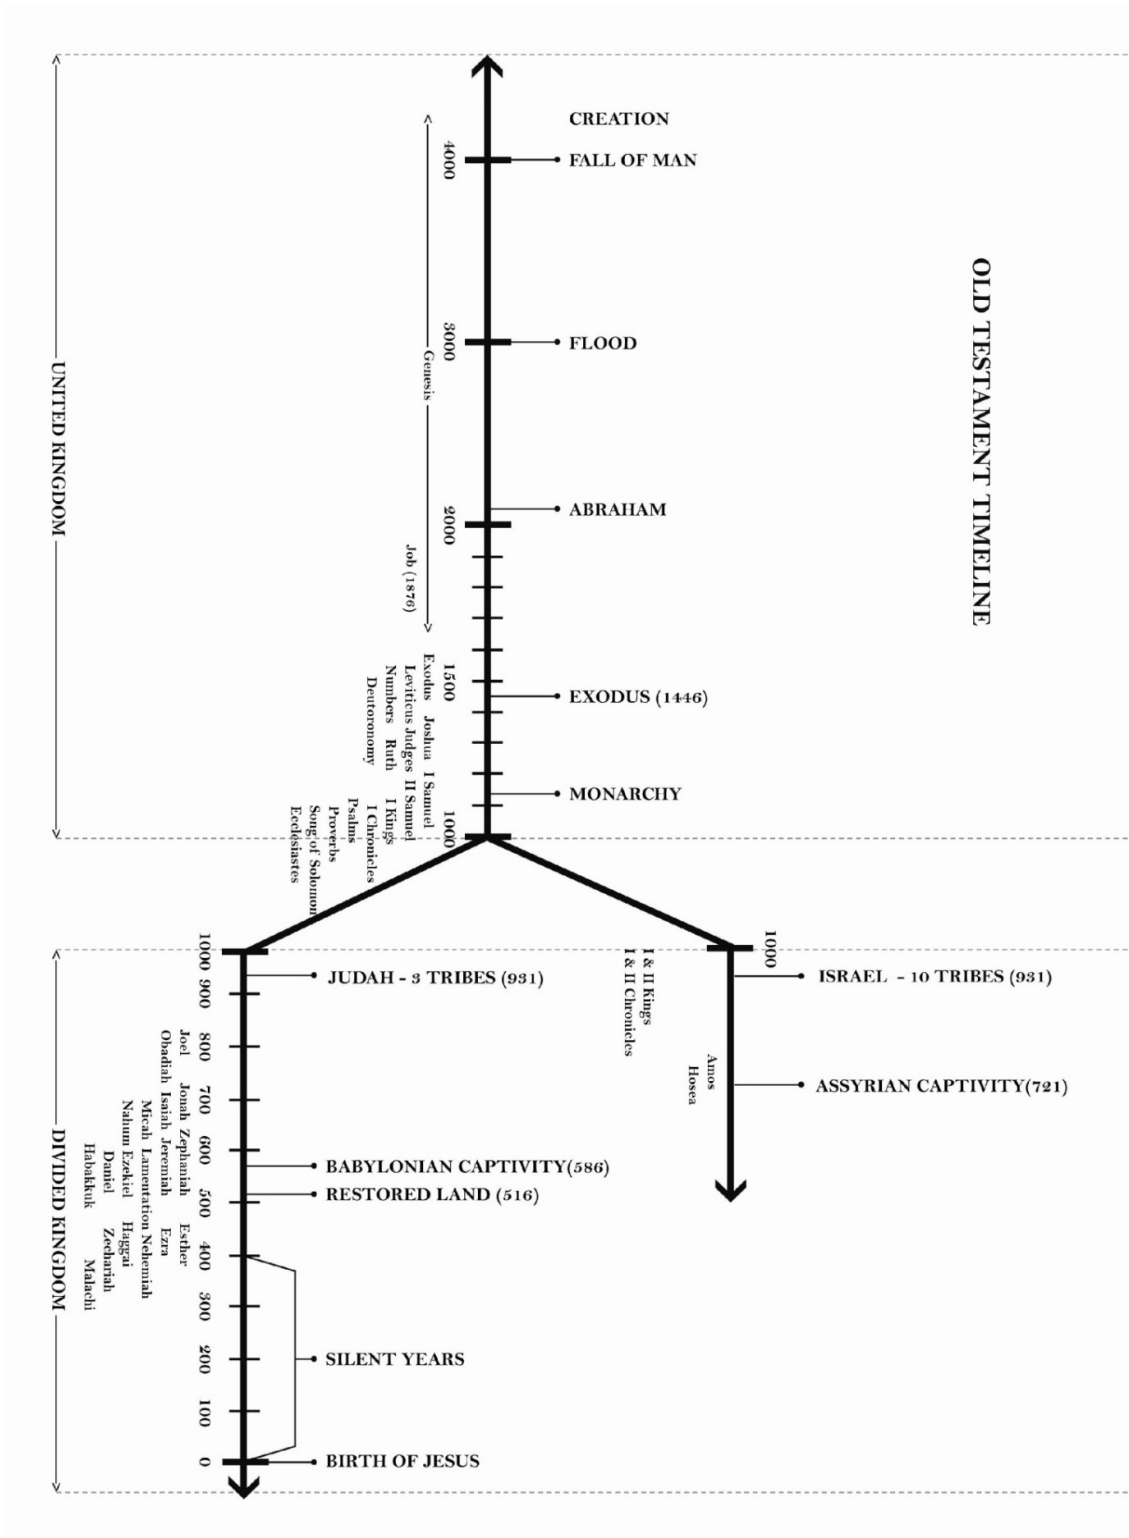 OLD TESTAMENT TIMELINE
CREATION
FALL OF MAN
FLOOD
ABRAHAM
EXODUS (1446)
MONARCHY
4000
3000
2000
1500
1000
Genesis
Job (1876)
Exodus Joshua I Samuel
Leviticus Judges II Samuel
Numbers Ruth I Kings
Deutoronomy I Chronicles
Psalms
Proverbs
Song of Solomon
Ecclesiastes
UNITED KINGDOM
1000
ISRAEL - 10 TRIBES (931)
ASSYRIAN CAPTIVITY(721)
Amos
Hosea
I & II Kings
I & II Chronicles
JUDAH - 3 TRIBES (931)
BABYLONIAN CAPTIVITY(586)
RESTORED LAND (516)
SILENT YEARS
BIRTH OF JESUS
1000
900
800
700
600
500
400
300
200
100
0
Joel Jonah Zephaniah Esther
Obadiah Isaiah Jeremiah Ezra
Micah Lamentation Nehemiah
Nahum Ezekiel Haggai
Daniel Zechariah
Habakkuk Malachi
DIVIDED KINGDOM